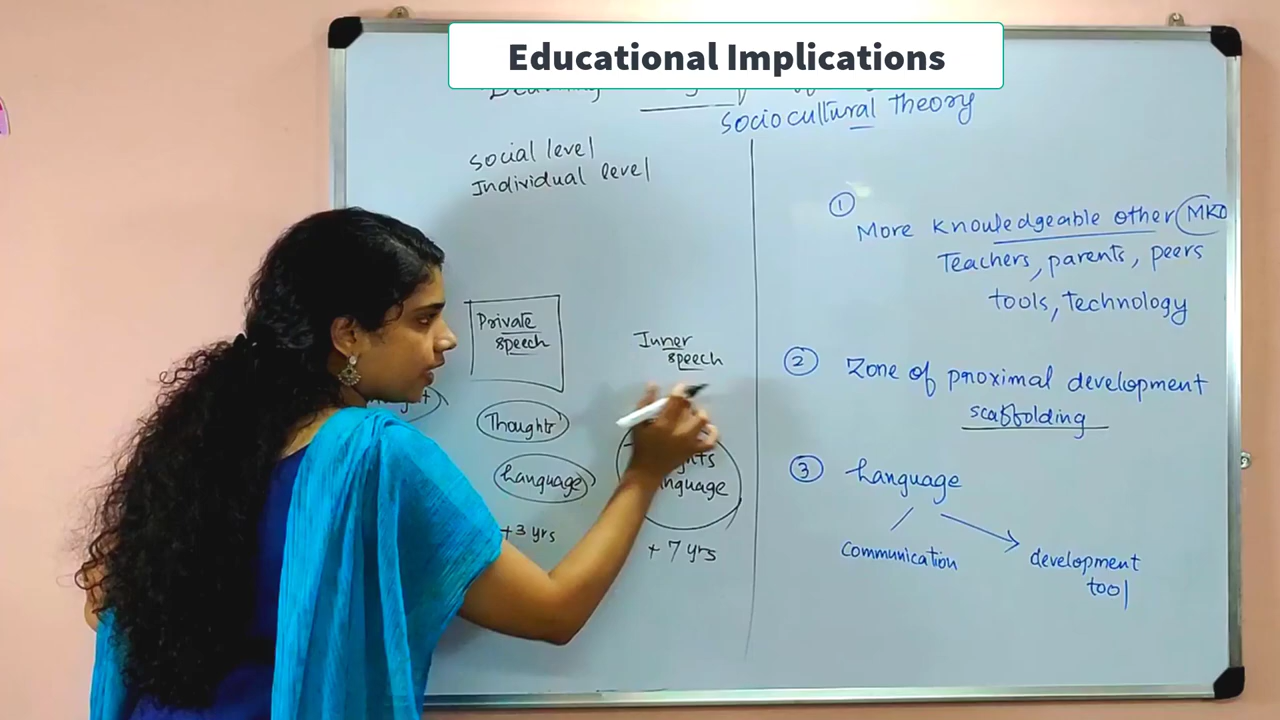 Educational Implications
Sociocultural Theory
Social level
Individual level
Private
speech
Thoughts
Language
+3 yrs
Inner
speech
+ 7 yrs
① More Knowledgeable other MKO
Teachers, parents, peers
tools, technology
② Zone of proximal development
scaffolding
③ Language
Communication
development
tool